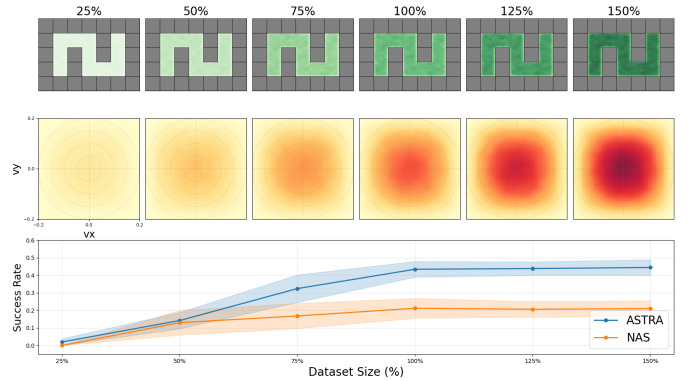 25% 50% 75% 100% 125% 150%
vy
0.2
0.0
−0.2
−0.2 0.0 0.2
vx
Success Rate
0.6
0.5
0.4
0.3
0.2
0.1
0.0
ASTRA
NAS
25% 50% 75% 100% 125% 150%
Dataset Size (%)